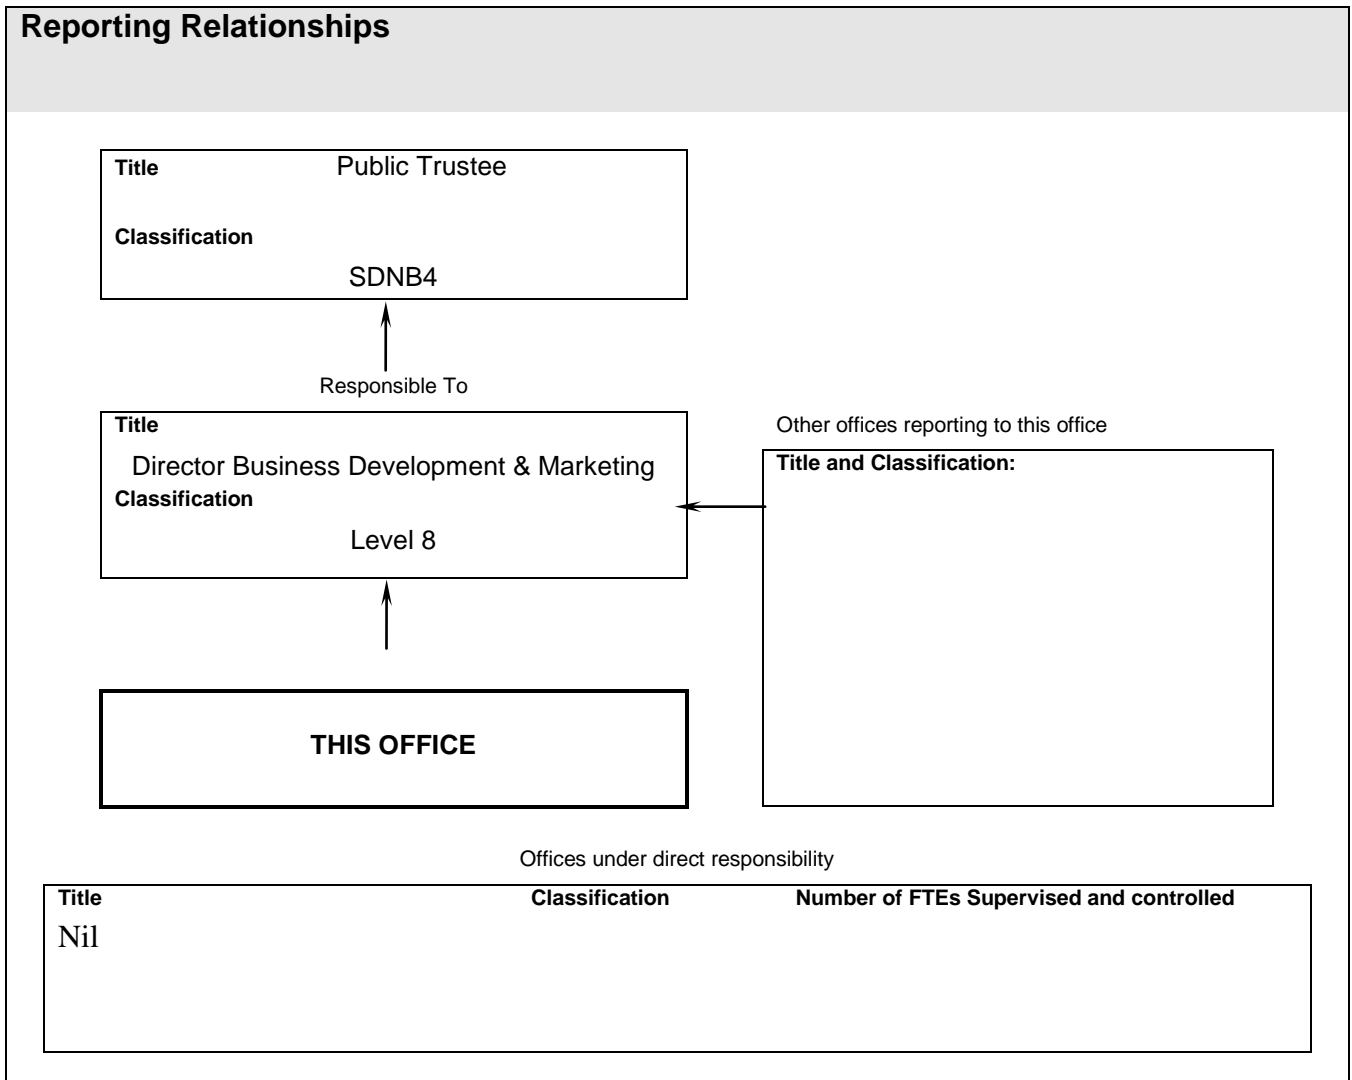 Reporting Relationships
Title Public Trustee
Classification
SDNB4
Responsible To
Title
Director Business Development & Marketing
Classification
Level 8
Other offices reporting to this office
Title and Classification:
THIS OFFICE
Offices under direct responsibility
Title Classification Number of FTEs Supervised and controlled
Nil